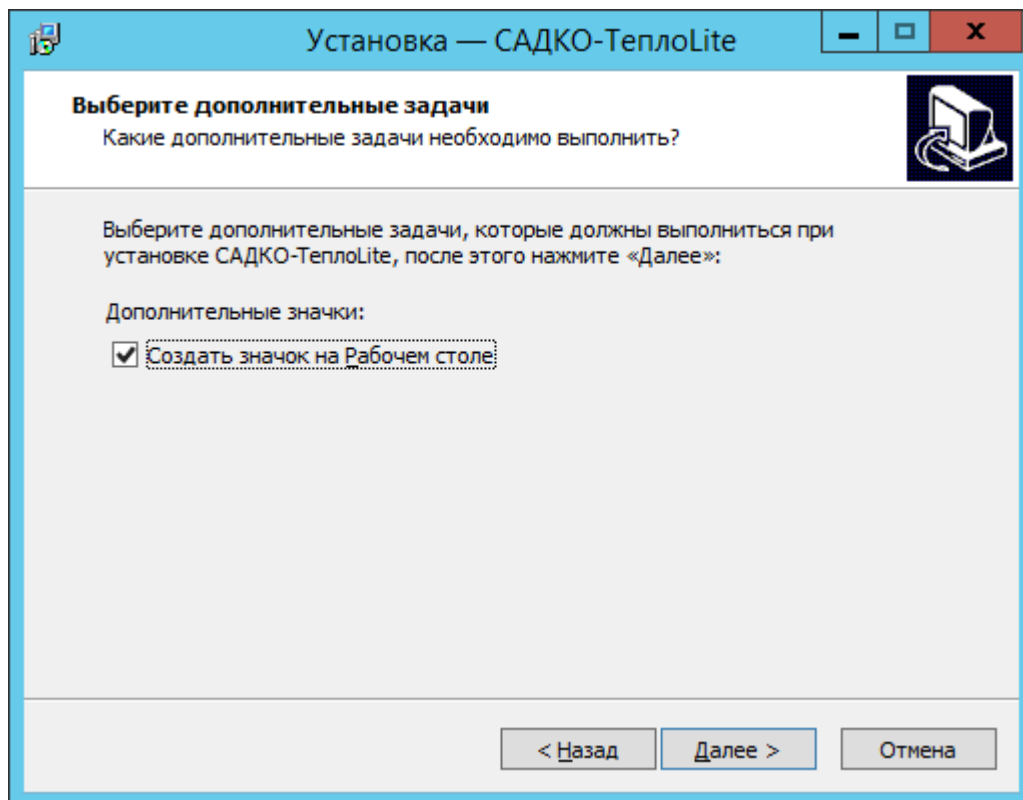 Установка — САДКО-ТеплоLite
Выберите дополнительные задачи
Какие дополнительные задачи необходимо выполнить?
Выберите дополнительные задачи, которые должны выполниться при
установке САДКО-ТеплоLite, после этого нажмите «Далее»:
Дополнительные значки:
Создать значок на Рабочем столе
< Назад
Далее >
Отмена